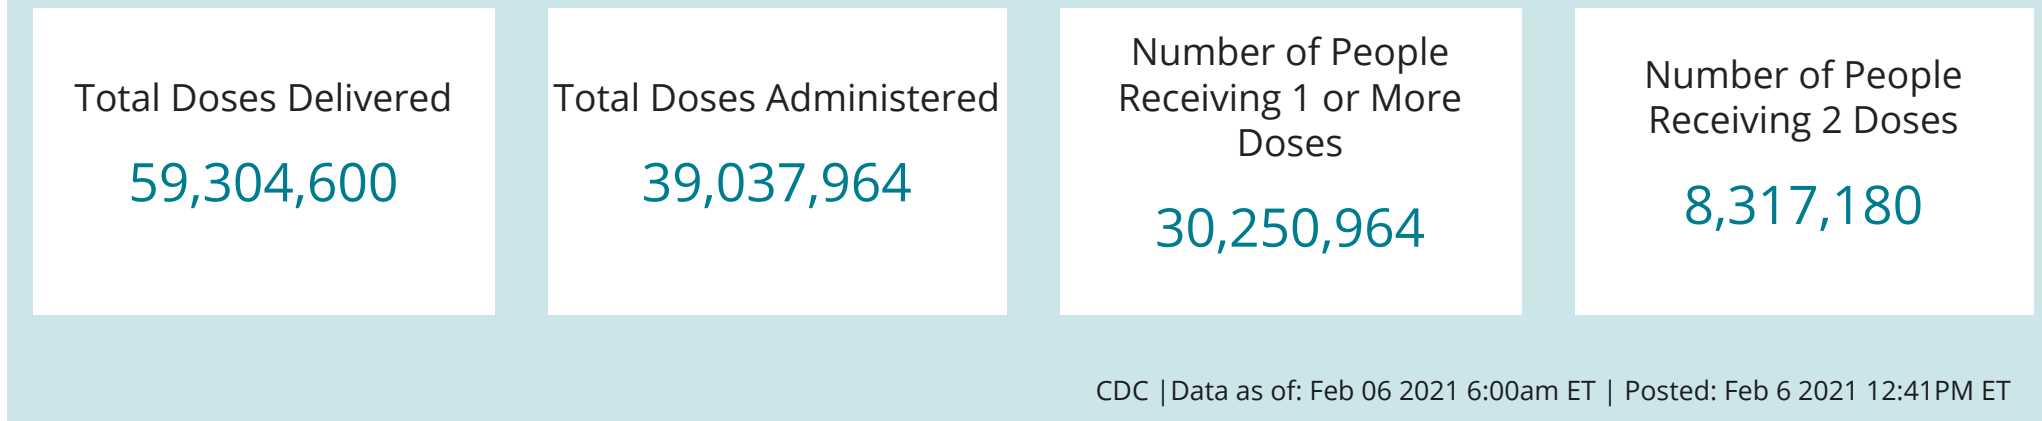 Total Doses Delivered
59,304,600
Total Doses Administered
39,037,964
Number of People
Receiving 1 or More
Doses
30,250,964
Number of People
Receiving 2 Doses
8,317,180
CDC |Data as of: Feb 06 2021 6:00am ET | Posted: Feb 6 2021 12:41PM ET